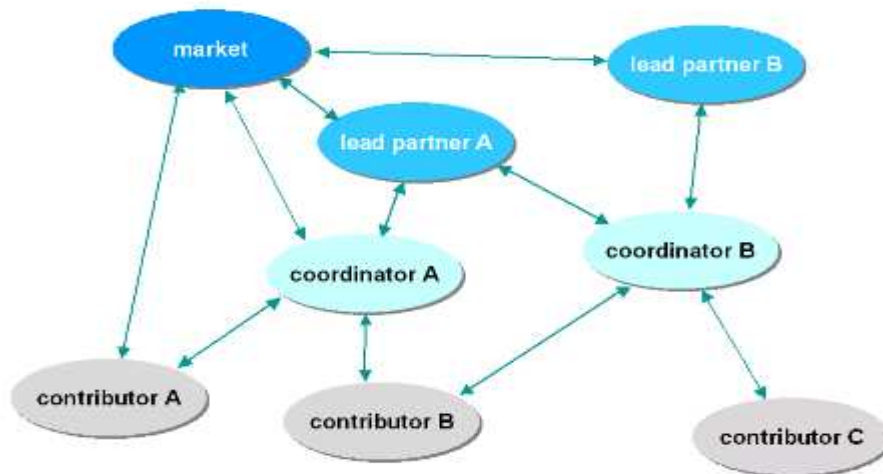 market
lead partner B
lead partner A
coordinator B
coordinator A
contributor A
contributor B
contributor C